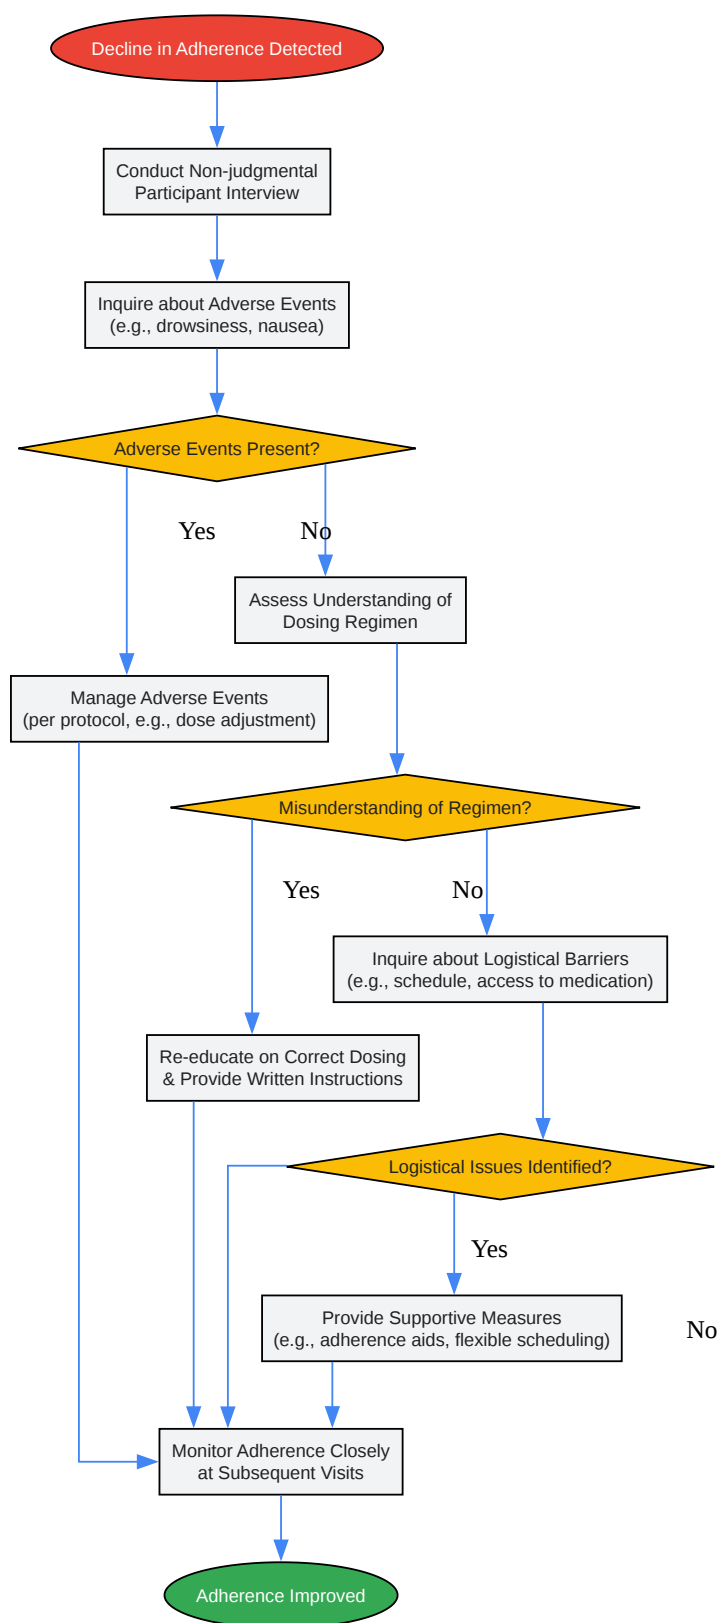 Decline in Adherence Detected
Conduct Non-judgmental
Participant Interview
Inquire about Adverse Events
(e.g., drowsiness, nausea)
Adverse Events Present?
Yes
No
Assess Understanding of
Dosing Regimen
Manage Adverse Events
(per protocol, e.g., dose adjustment)
Misunderstanding of Regimen?
Yes
No
Inquire about Logistical Barriers
(e.g., schedule, access to medication)
Re-educate on Correct Dosing
& Provide Written Instructions
Logistical Issues Identified?
Yes
Provide Supportive Measures
(e.g., adherence aids, flexible scheduling)
No
Monitor Adherence Closely
at Subsequent Visits
Adherence Improved